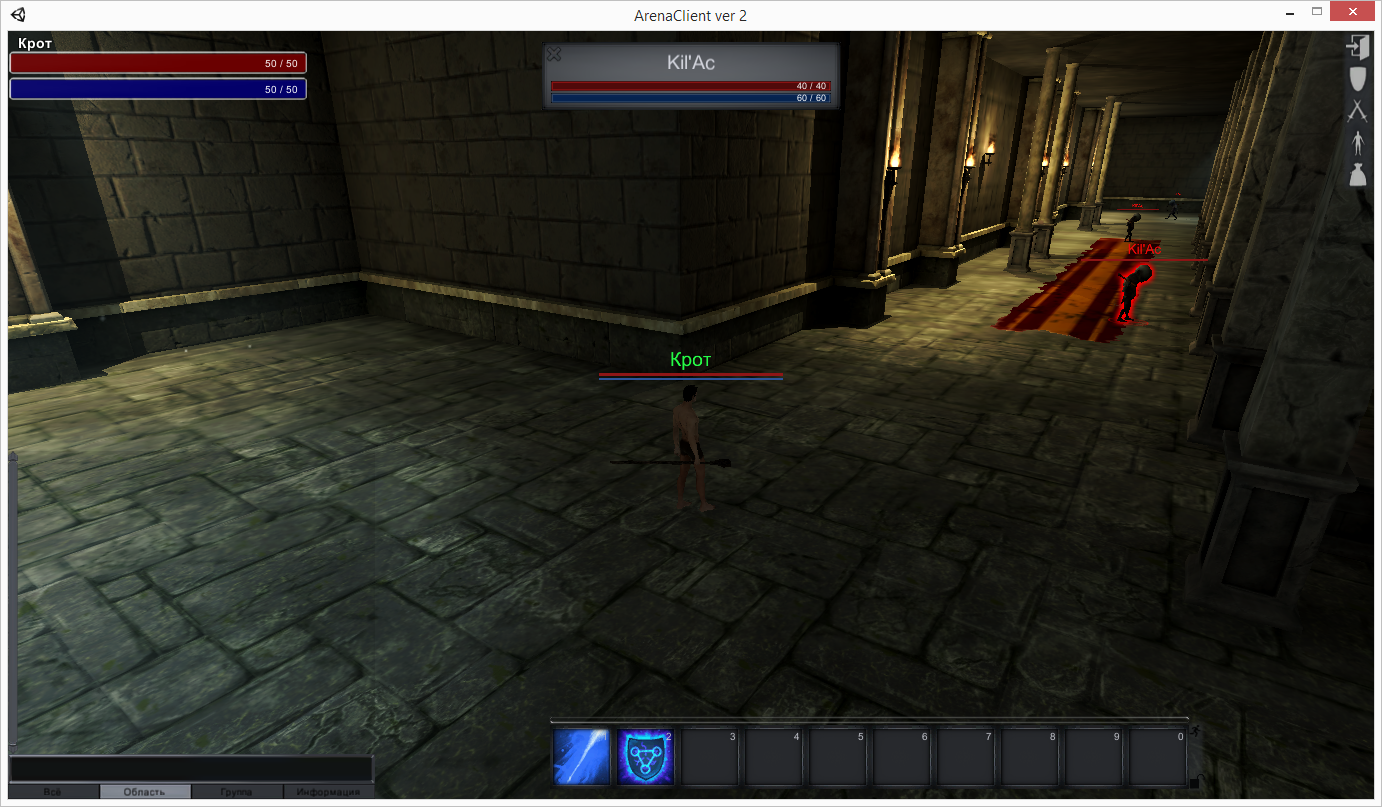 ArenaClient ver 2
Крот
50 / 50
50 / 50
Kil'Ac
40 / 40
60 / 60
Kil'Ac
Крот
2 3 4 5 6 7 8 9 0
Всё Область Группа Информация